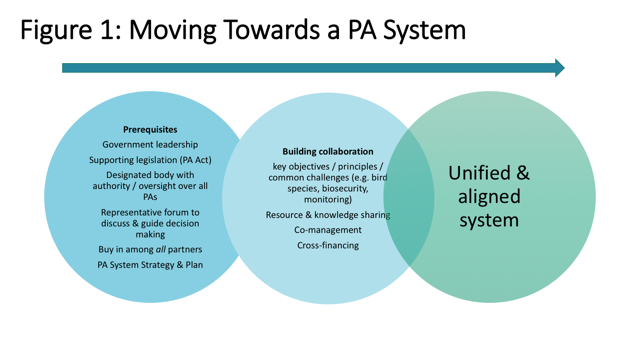 Figure 1: Moving Towards a PA System
Prerequisites
Government leadership
Supporting legislation (PA Act)
Designated body with
authority / oversight over all
PAs
Representative forum to
discuss & guide decision
making
Buy in among all partners
PA System Strategy & Plan
Building collaboration
key objectives / principles /
common challenges (e.g. bird
species, biosecurity,
monitoring)
Resource & knowledge sharing
Co-management
Cross-financing
Unified &
aligned
system